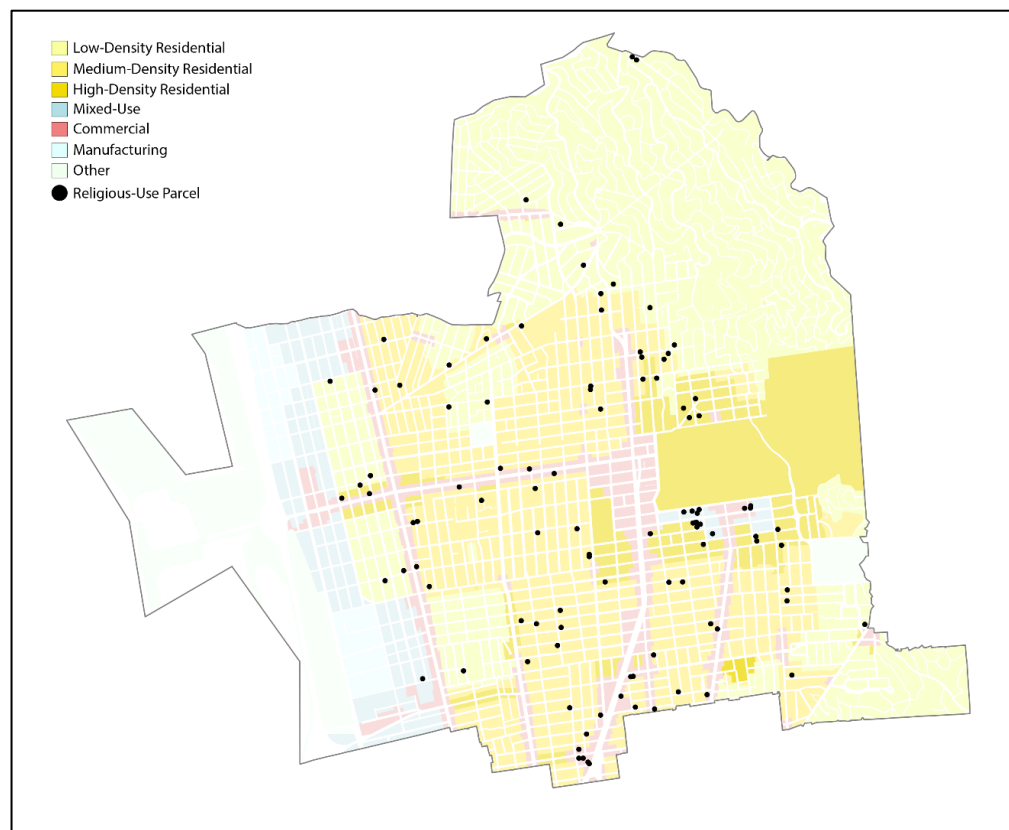 Low-Density Residential
Medium-Density Residential
High-Density Residential
Mixed-Use
Commercial
Manufacturing
Other
Religious-Use Parcel